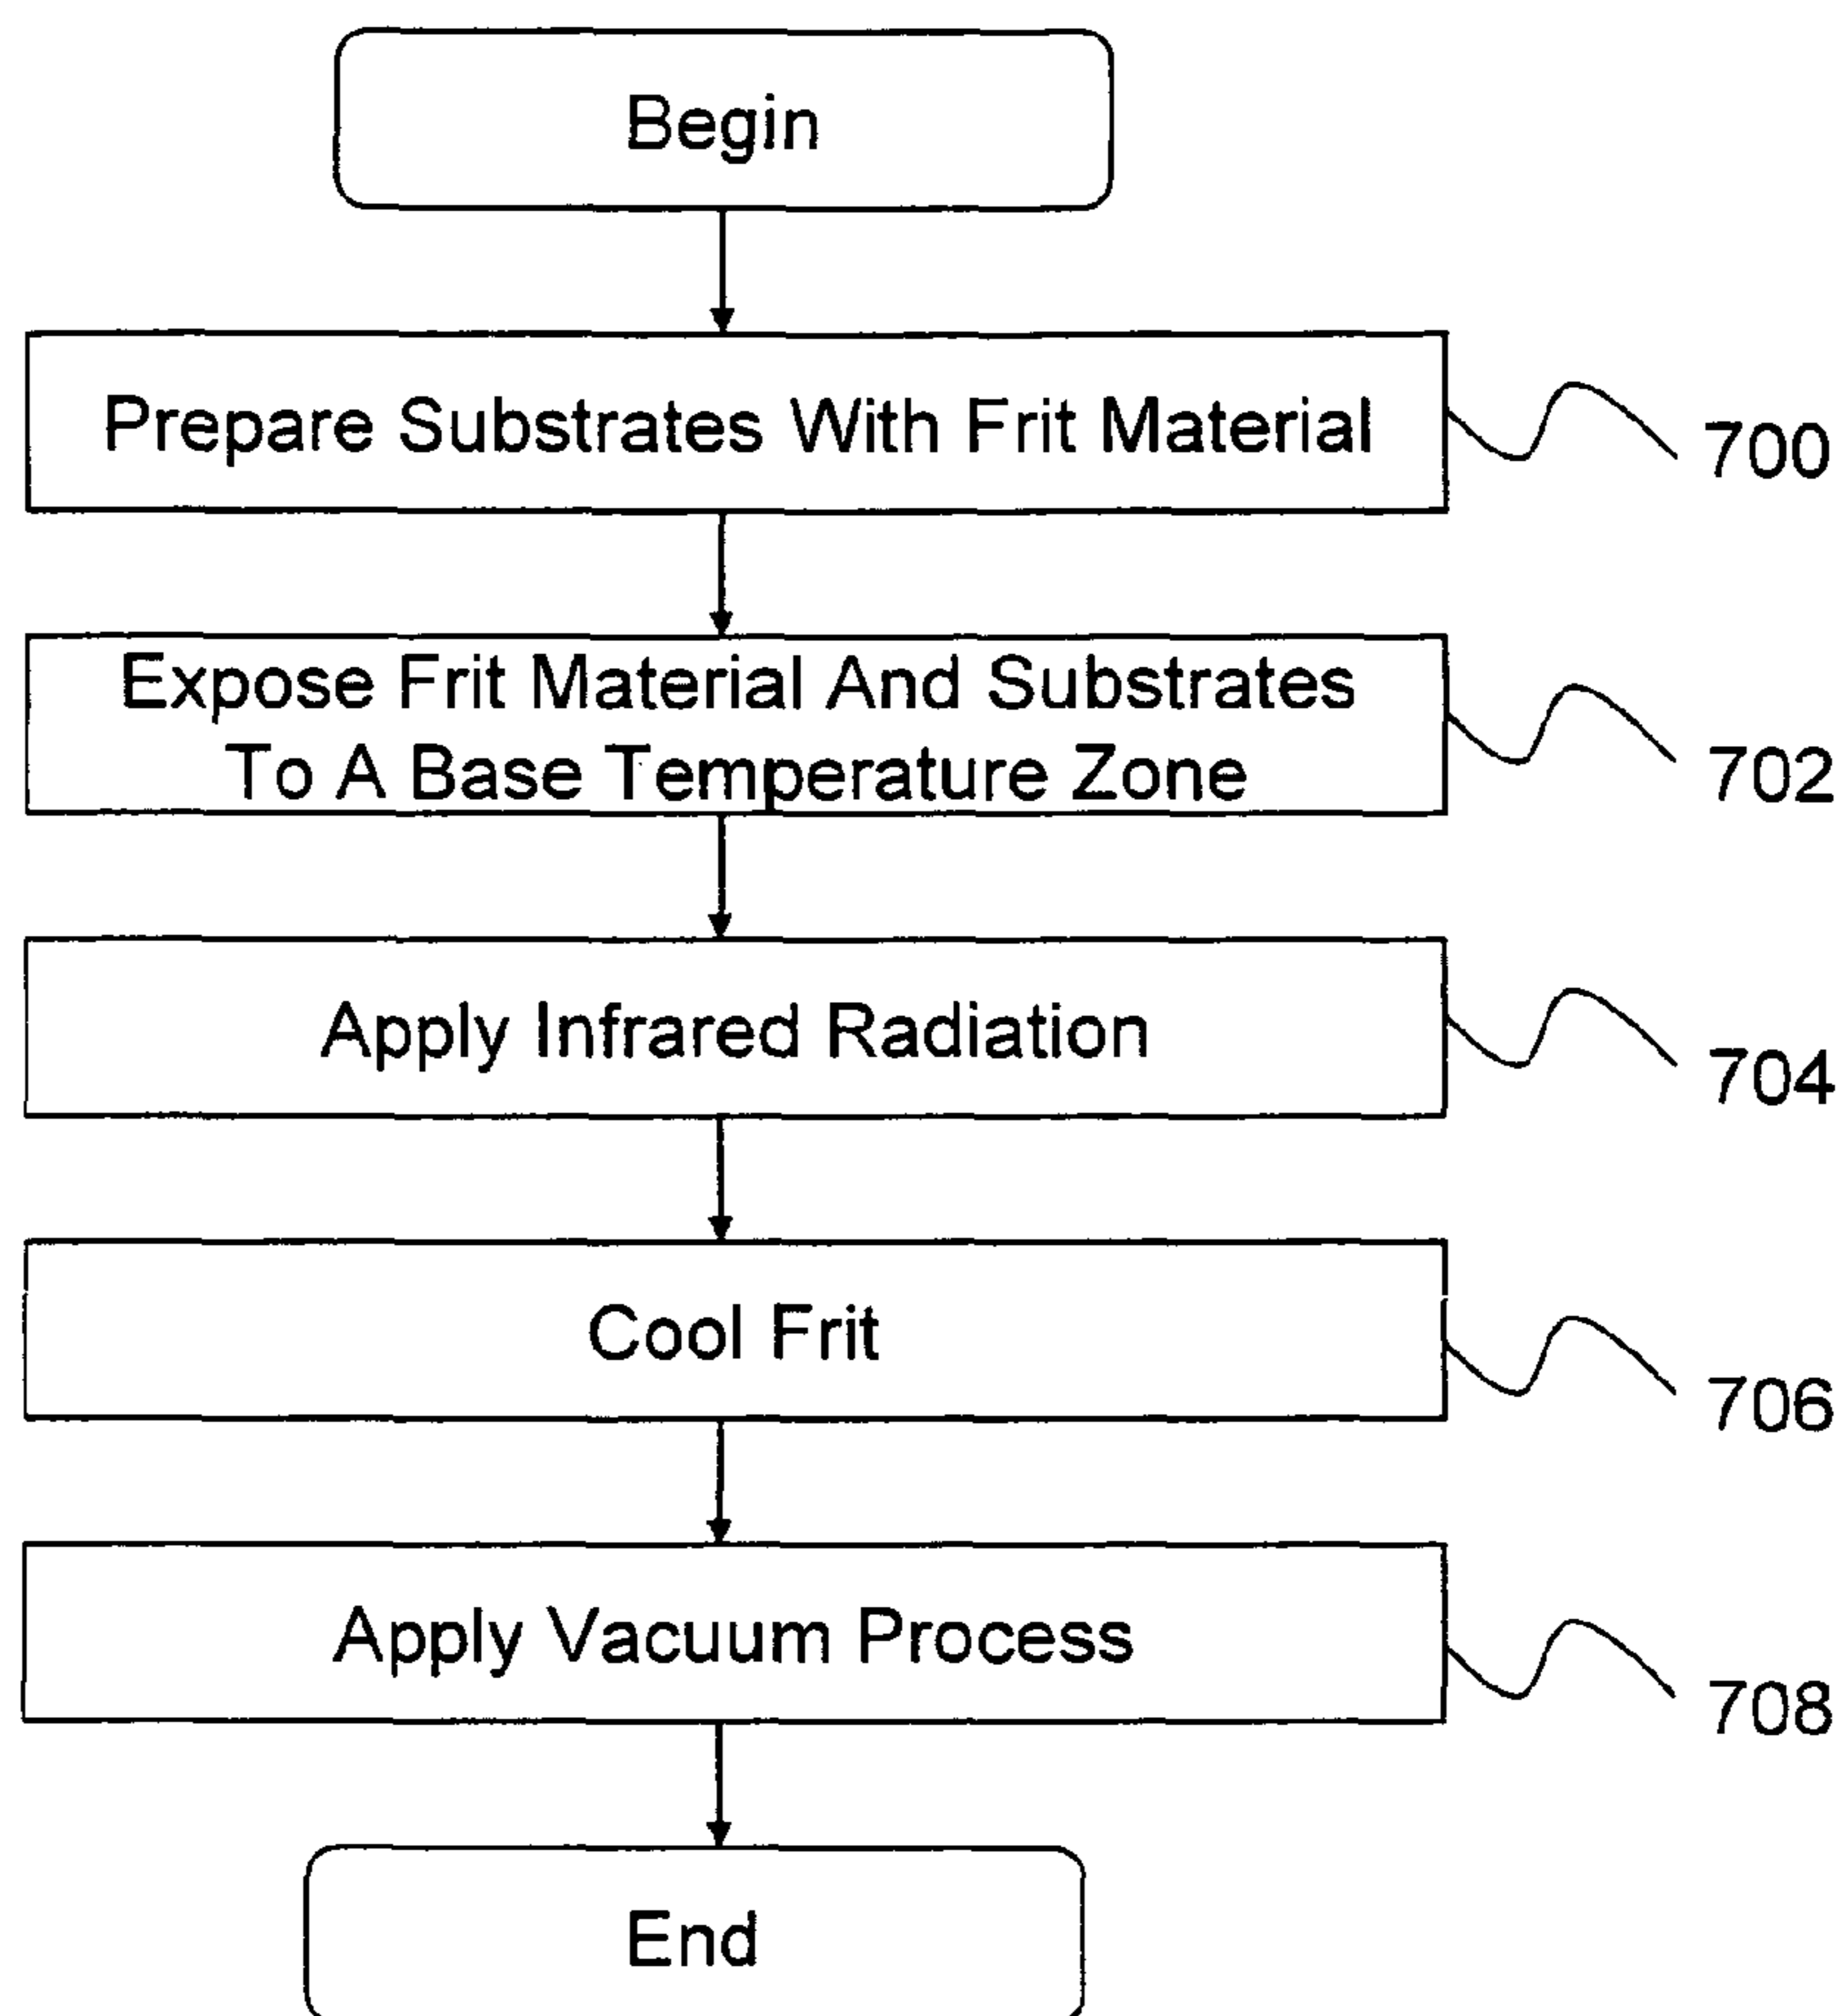 Begin
Prepare Substrates With Frit Material
700
Expose Frit Material And Substrates
To A Base Temperature Zone
702
Apply Infrared Radiation
704
Cool Frit
706
Apply Vacuum Process
708
End